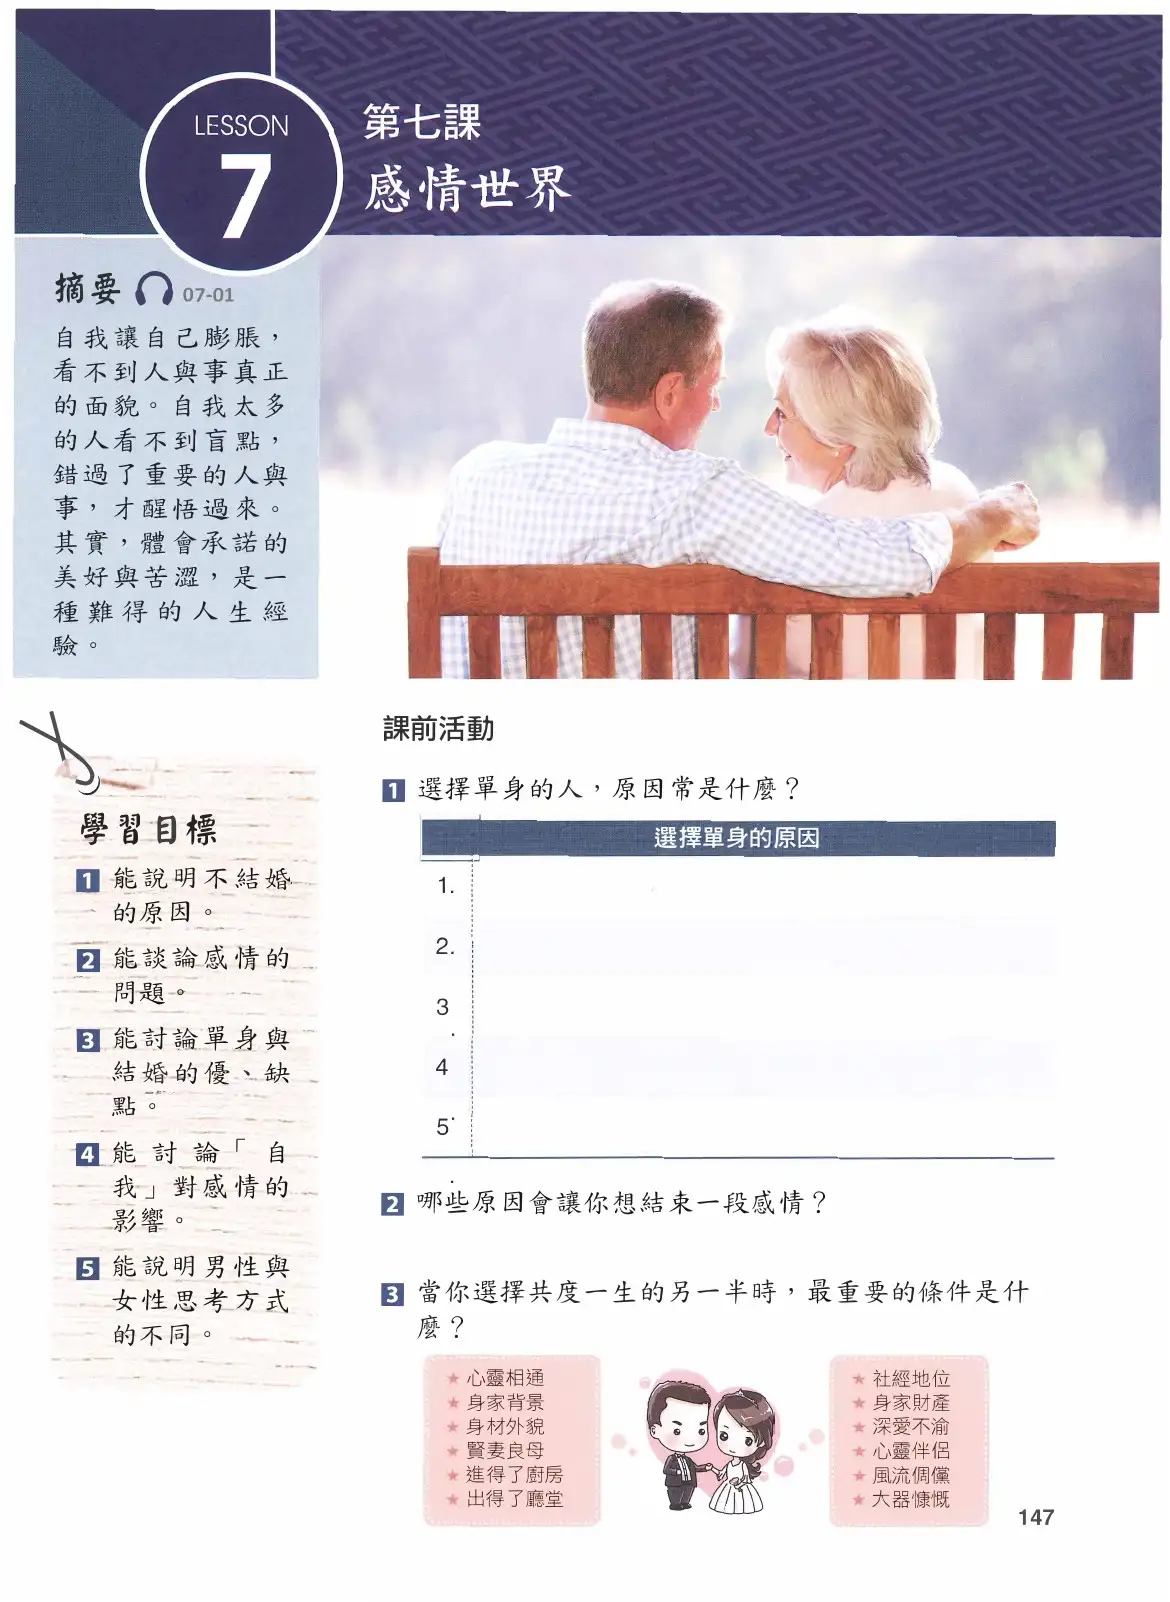 LESSON
7
第七課
感情世界
摘要 07-01
自我讓自己膨脹，
看不到人與事真正
的面貌。自我太多
的人看不到盲點，
錯過了重要的人與
事，才醒悟過來。
其實，體會承諾的
美好與苦澀，是一
種難得的人生經
驗。
學習目標
1 能說明不結婚
的原因。
2 能談論感情的
問題。
3 能討論單身與
結婚的優、缺
點。
4 能討論「自
我」對感情的
影響。
5 能說明男性與
女性思考方式
的不同。
課前活動
1 選擇單身的人，原因常是什麼？
選擇單身的原因
1.
2.
3
.
4
.
5
.
2 哪些原因會讓你想結束一段感情？
3 當你選擇共度一生的另一半時，最重要的條件是什
麼？
★ 心靈相通
★ 身家背景
★ 身材外貌
★ 賢妻良母
★ 進得了廚房
★ 出得了廳堂
★ 社經地位
★ 身家財產
★ 深愛不渝
★ 心靈伴侶
★ 風流倜儻
★ 大器慷慨
147